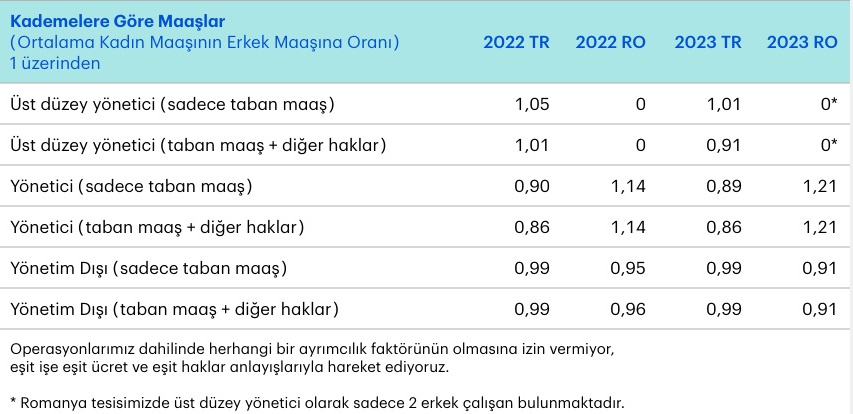 Kademelere Göre Maaşlar
(Ortalama Kadın Maaşının Erkek Maaşına Oranı) 2022 TR 2022 RO 2023 TR 2023 RO
1 üzerinden
Üst düzey yönetici (sadece taban maaş) 1,05 0 1,01 0*
Üst düzey yönetici (taban maaş + diğer haklar) 1,01 0 0,91 0*
Yönetici (sadece taban maaş) 0,90 1,14 0,89 1,21
Yönetici (taban maaş + diğer haklar) 0,86 1,14 0,86 1,21
Yönetim Dışı (sadece taban maaş) 0,99 0,95 0,99 0,91
Yönetim Dışı (taban maaş + diğer haklar) 0,99 0,96 0,99 0,91
Operasyonlarımız dahilinde herhangi bir ayrımcılık faktörünün olmasına izin vermiyor,
eşit işe eşit ücret ve eşit haklar anlayışlarıyla hareket ediyoruz.
* Romanya tesisimizde üst düzey yönetici olarak sadece 2 erkek çalışan bulunmaktadır.